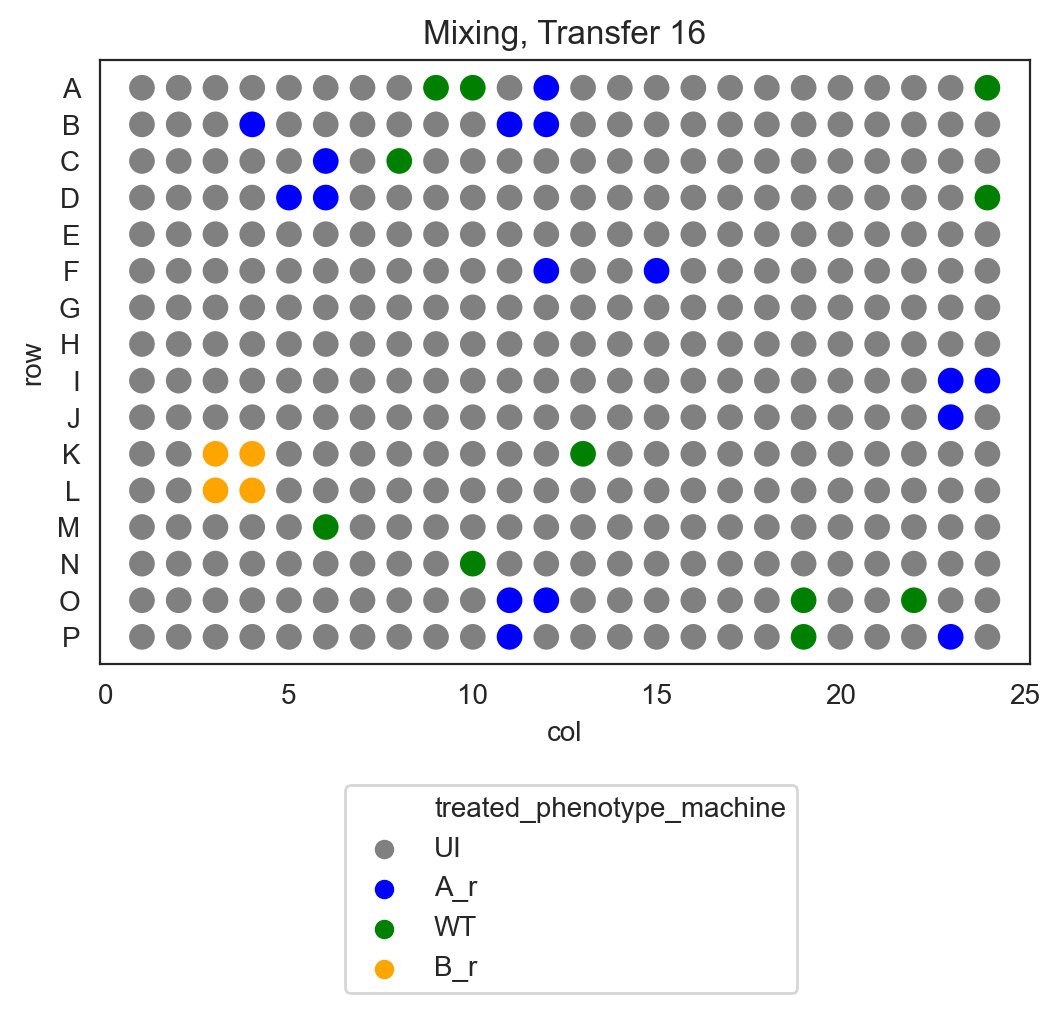 Mixing, Transfer 16
A
B
C
D
E
F
G
H
I
J
K
L
M
N
O
P
row
0 5 10 15 20 25
col
treated_phenotype_machine
UI
A_r
WT
B_r